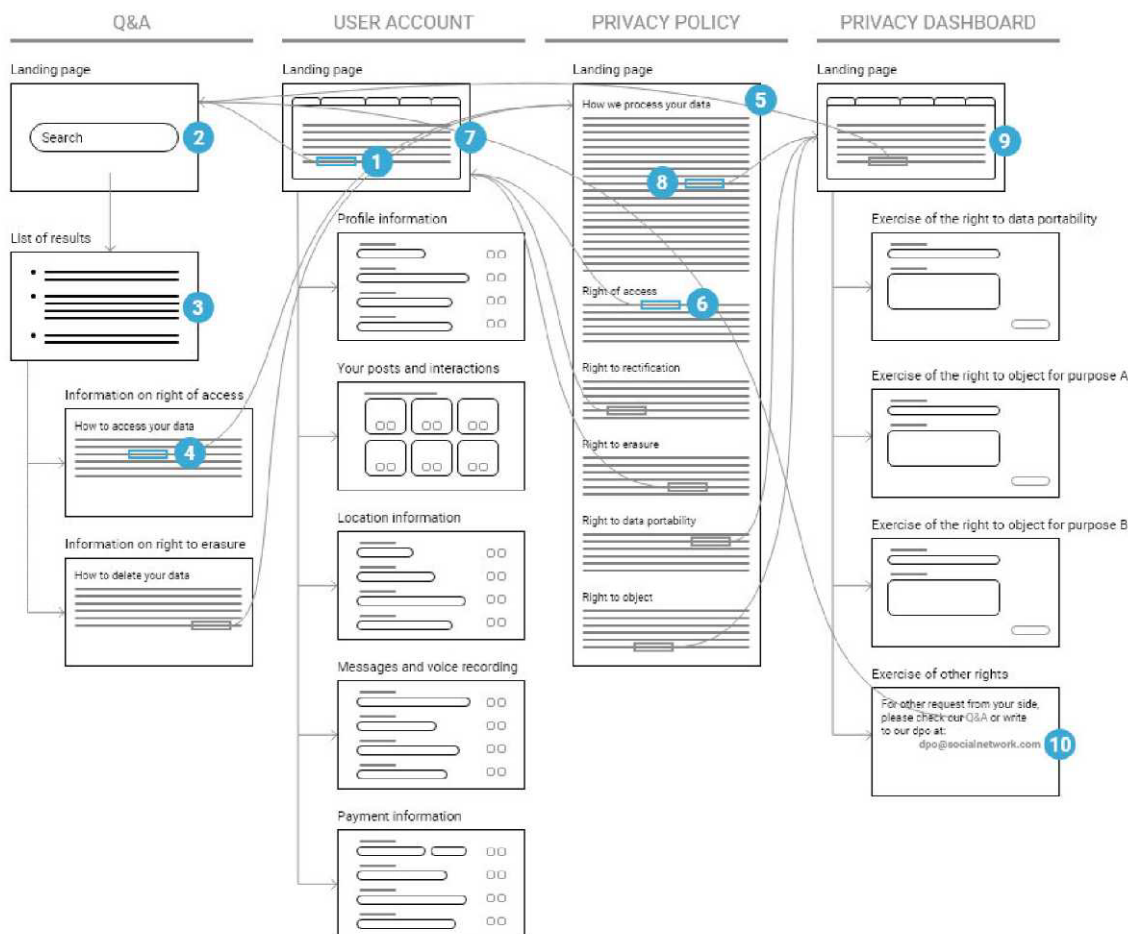 Q&A
USER ACCOUNT
PRIVACY POLICY
PRIVACY DASHBOARD
Landing page
Search
2
List of results
3
Information on right of access
How to access your data
4
Information on right to erasure
How to delete your data
Landing page
7
1
Profile information
Your posts and interactions
Location information
Messages and voice recording
Payment information
Landing page
How we process your data
5
8
Right of access
6
Right to rectification
Right to erasure
Right to data portability
Right to object
Landing page
9
Exercise of the right to data portability
Exercise of the right to object for purpose A
Exercise of the right to object for purpose B
Exercise of other rights
For other request from your side,
please check our Q&A or write
to our dpo at:
dpo@socialnetwork.com
10